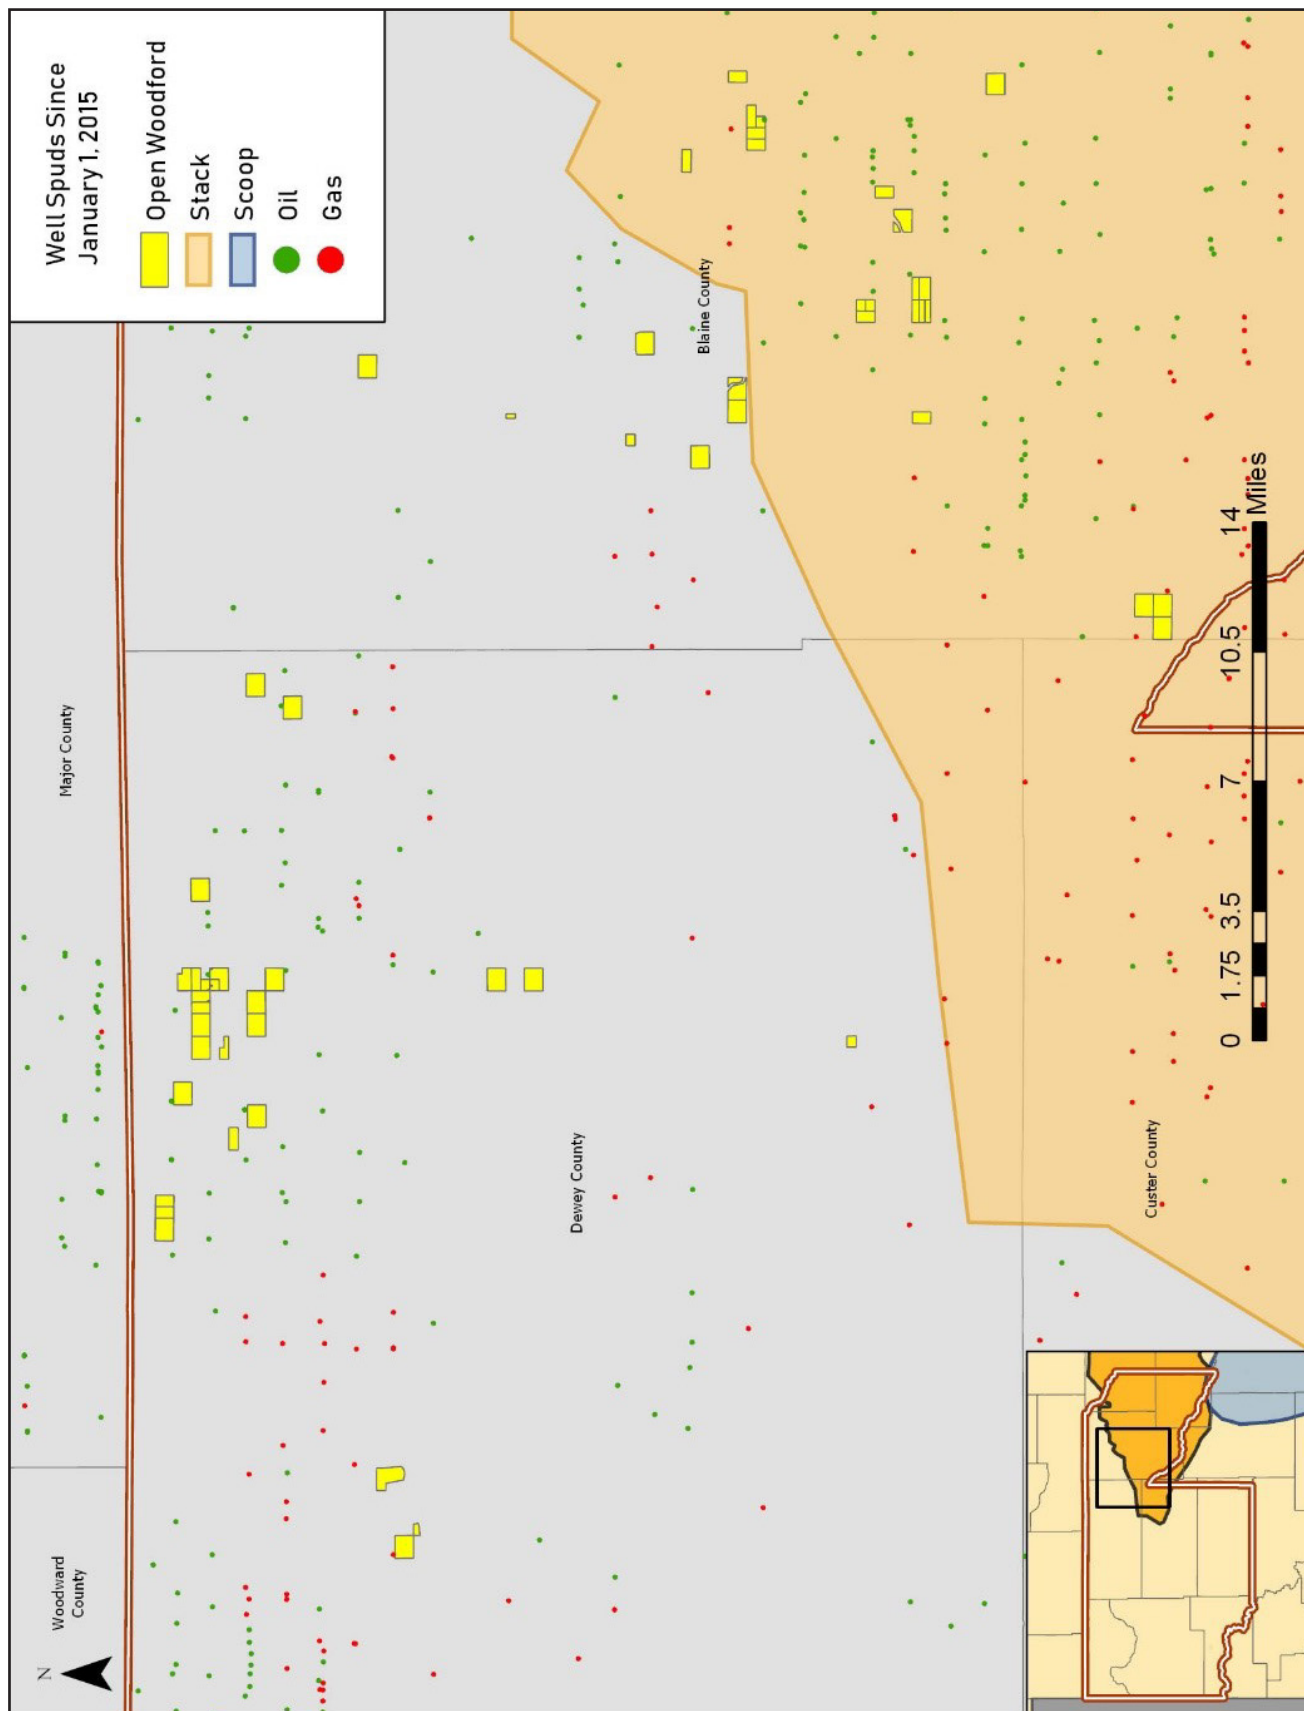 Well Spuds Since
January 1, 2015
Open Woodford
Stack
Scoop
Oil
Gas
Major County
Woodward
County
N
Blaine County
Dewey County
Custer County
0 1.75 3.5 7 10.5 14
Miles